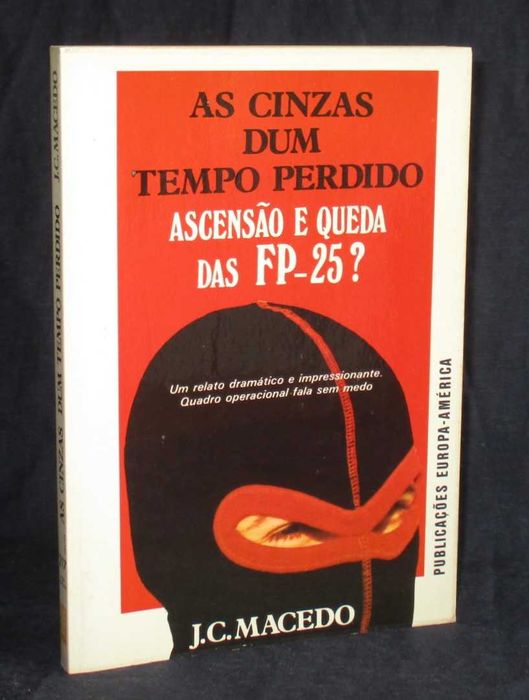 AS CINZAS
DUM
TEMPO PERDIDO
ASCENSÃO E QUEDA
DAS FP-25?
Um relato dramático e impressionante.
Quadro operacional fala sem medo
J.C.MACEDO
PUBLICAÇÕES EUROPA-AMÉRICA
AS CINZAS DUM TEMPO PERDIDO J.C.MACEDO